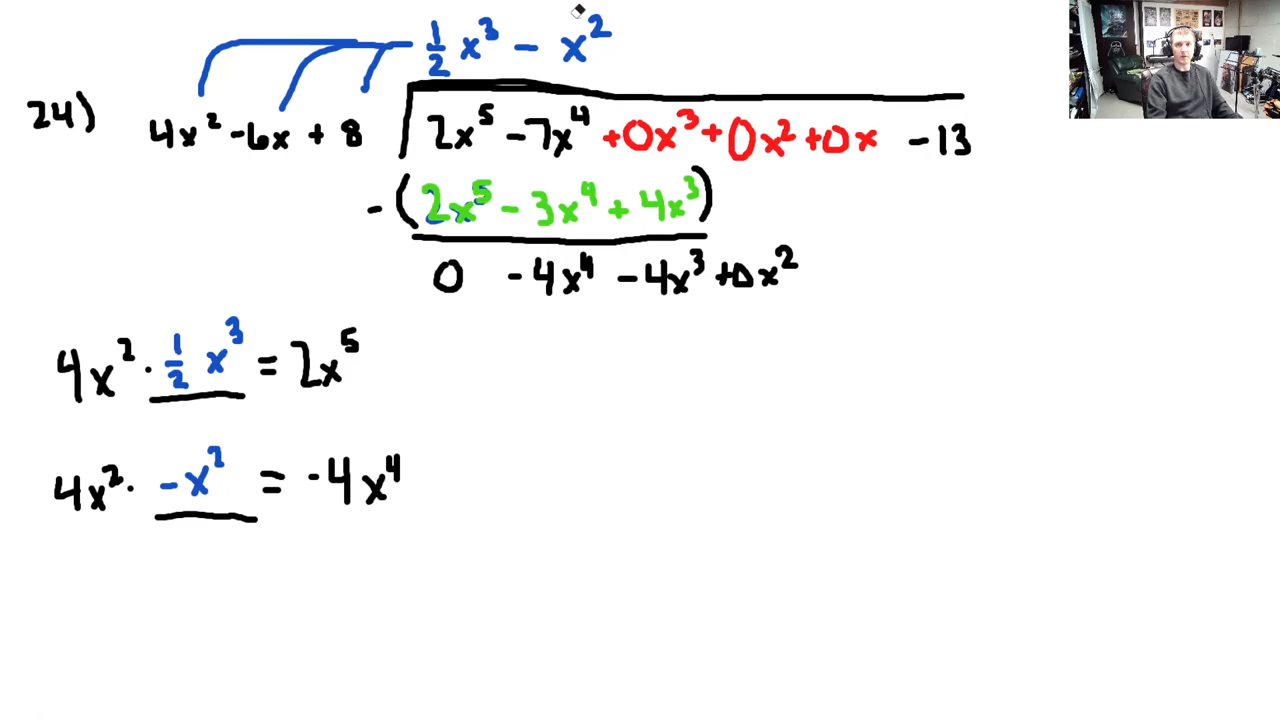 1/2 x³ - x²
24) 4x² - 6x + 8 ⟌ 2x⁵ - 7x⁴ + 0x³ + 0x² + 0x - 13
- (2x⁵ - 3x⁴ + 4x³)
0 - 4x⁴ - 4x³ + 0x²
4x² · 1/2 x³ = 2x⁵
4x² · -x² = -4x⁴